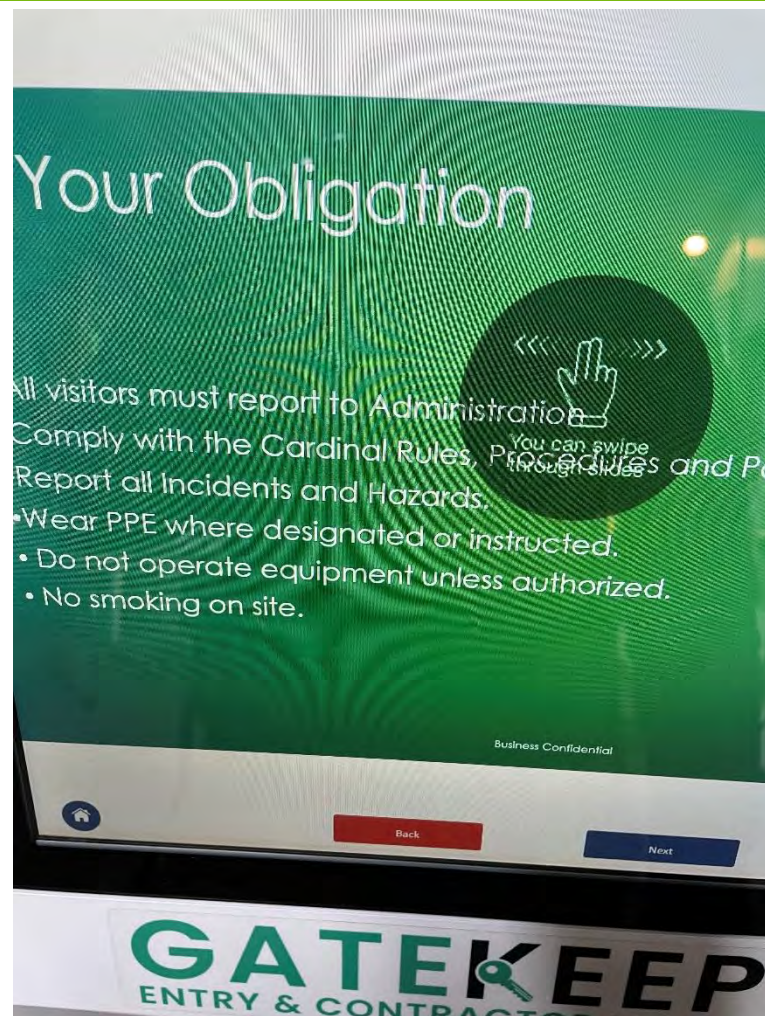 Your Obligation
All visitors must report to Administration
Comply with the Cardinal Rules, Procedures and Po
Report all Incidents and Hazards.
•Wear PPE where designated or instructed.
• Do not operate equipment unless authorized.
• No smoking on site.
You can swipe
through slides
Business Confidential
Back
Next
GATEKEEP
ENTRY & CONTRACTO